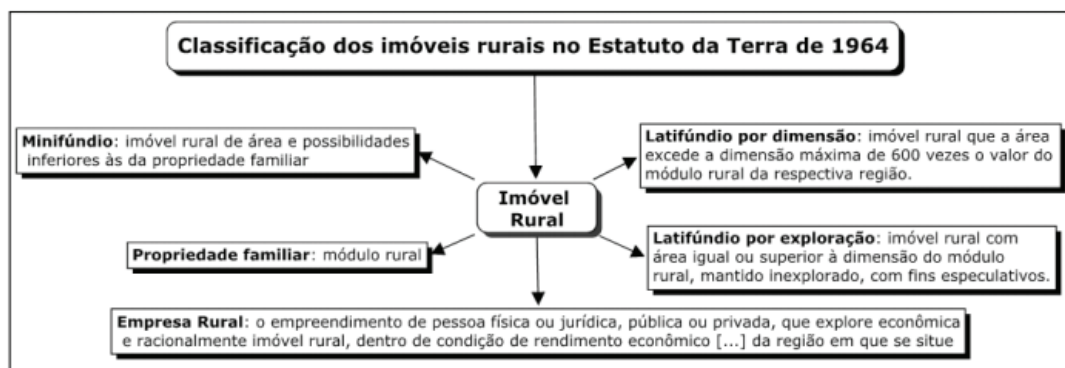 Classificação dos imóveis rurais no Estatuto da Terra de 1964
Minifúndio: imóvel rural de área e possibilidades
inferiores às da propriedade familiar
Latifúndio por dimensão: imóvel rural que a área
excede a dimensão máxima de 600 vezes o valor do
módulo rural da respectiva região.
Imóvel
Rural
Propriedade familiar: módulo rural
Latifúndio por exploração: imóvel rural com
área igual ou superior à dimensão do módulo
rural, mantido inexplorado, com fins especulativos.
Empresa Rural: o empreendimento de pessoa física ou jurídica, pública ou privada, que explore econômica
e racionalmente imóvel rural, dentro de condição de rendimento econômico [...] da região em que se situe